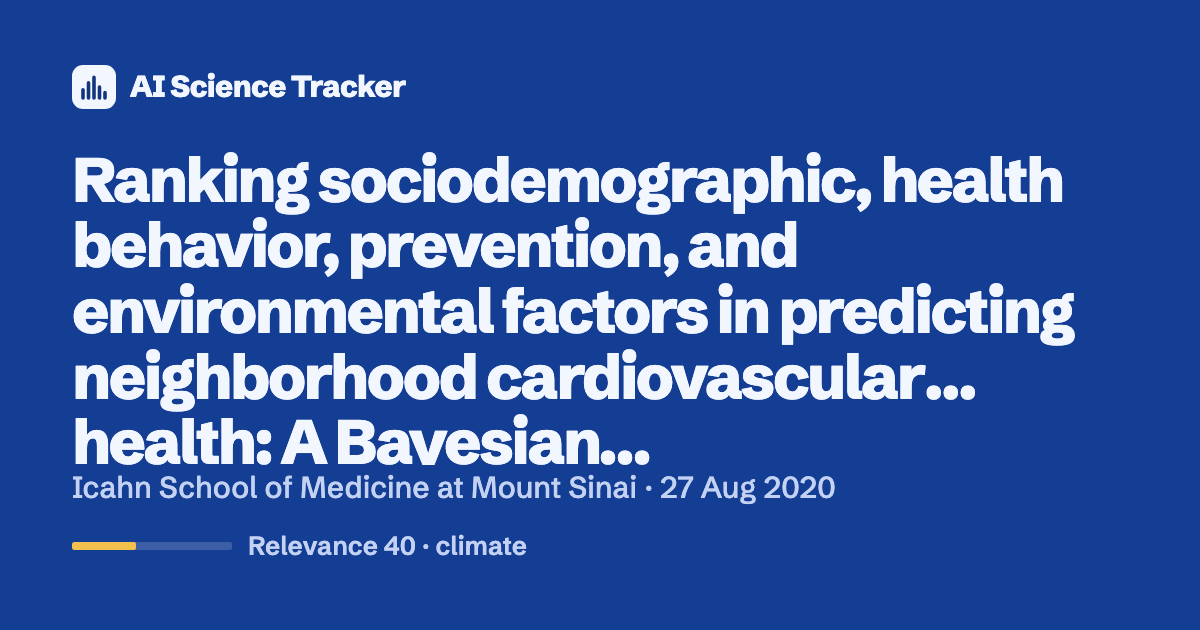 AI Science Tracker
Ranking sociodemographic, health
behavior, prevention, and
environmental factors in predicting
neighborhood cardiovascular...
health: A Bayesian...
Icahn School of Medicine at Mount Sinai · 27 Aug 2020
Relevance 40 · climate